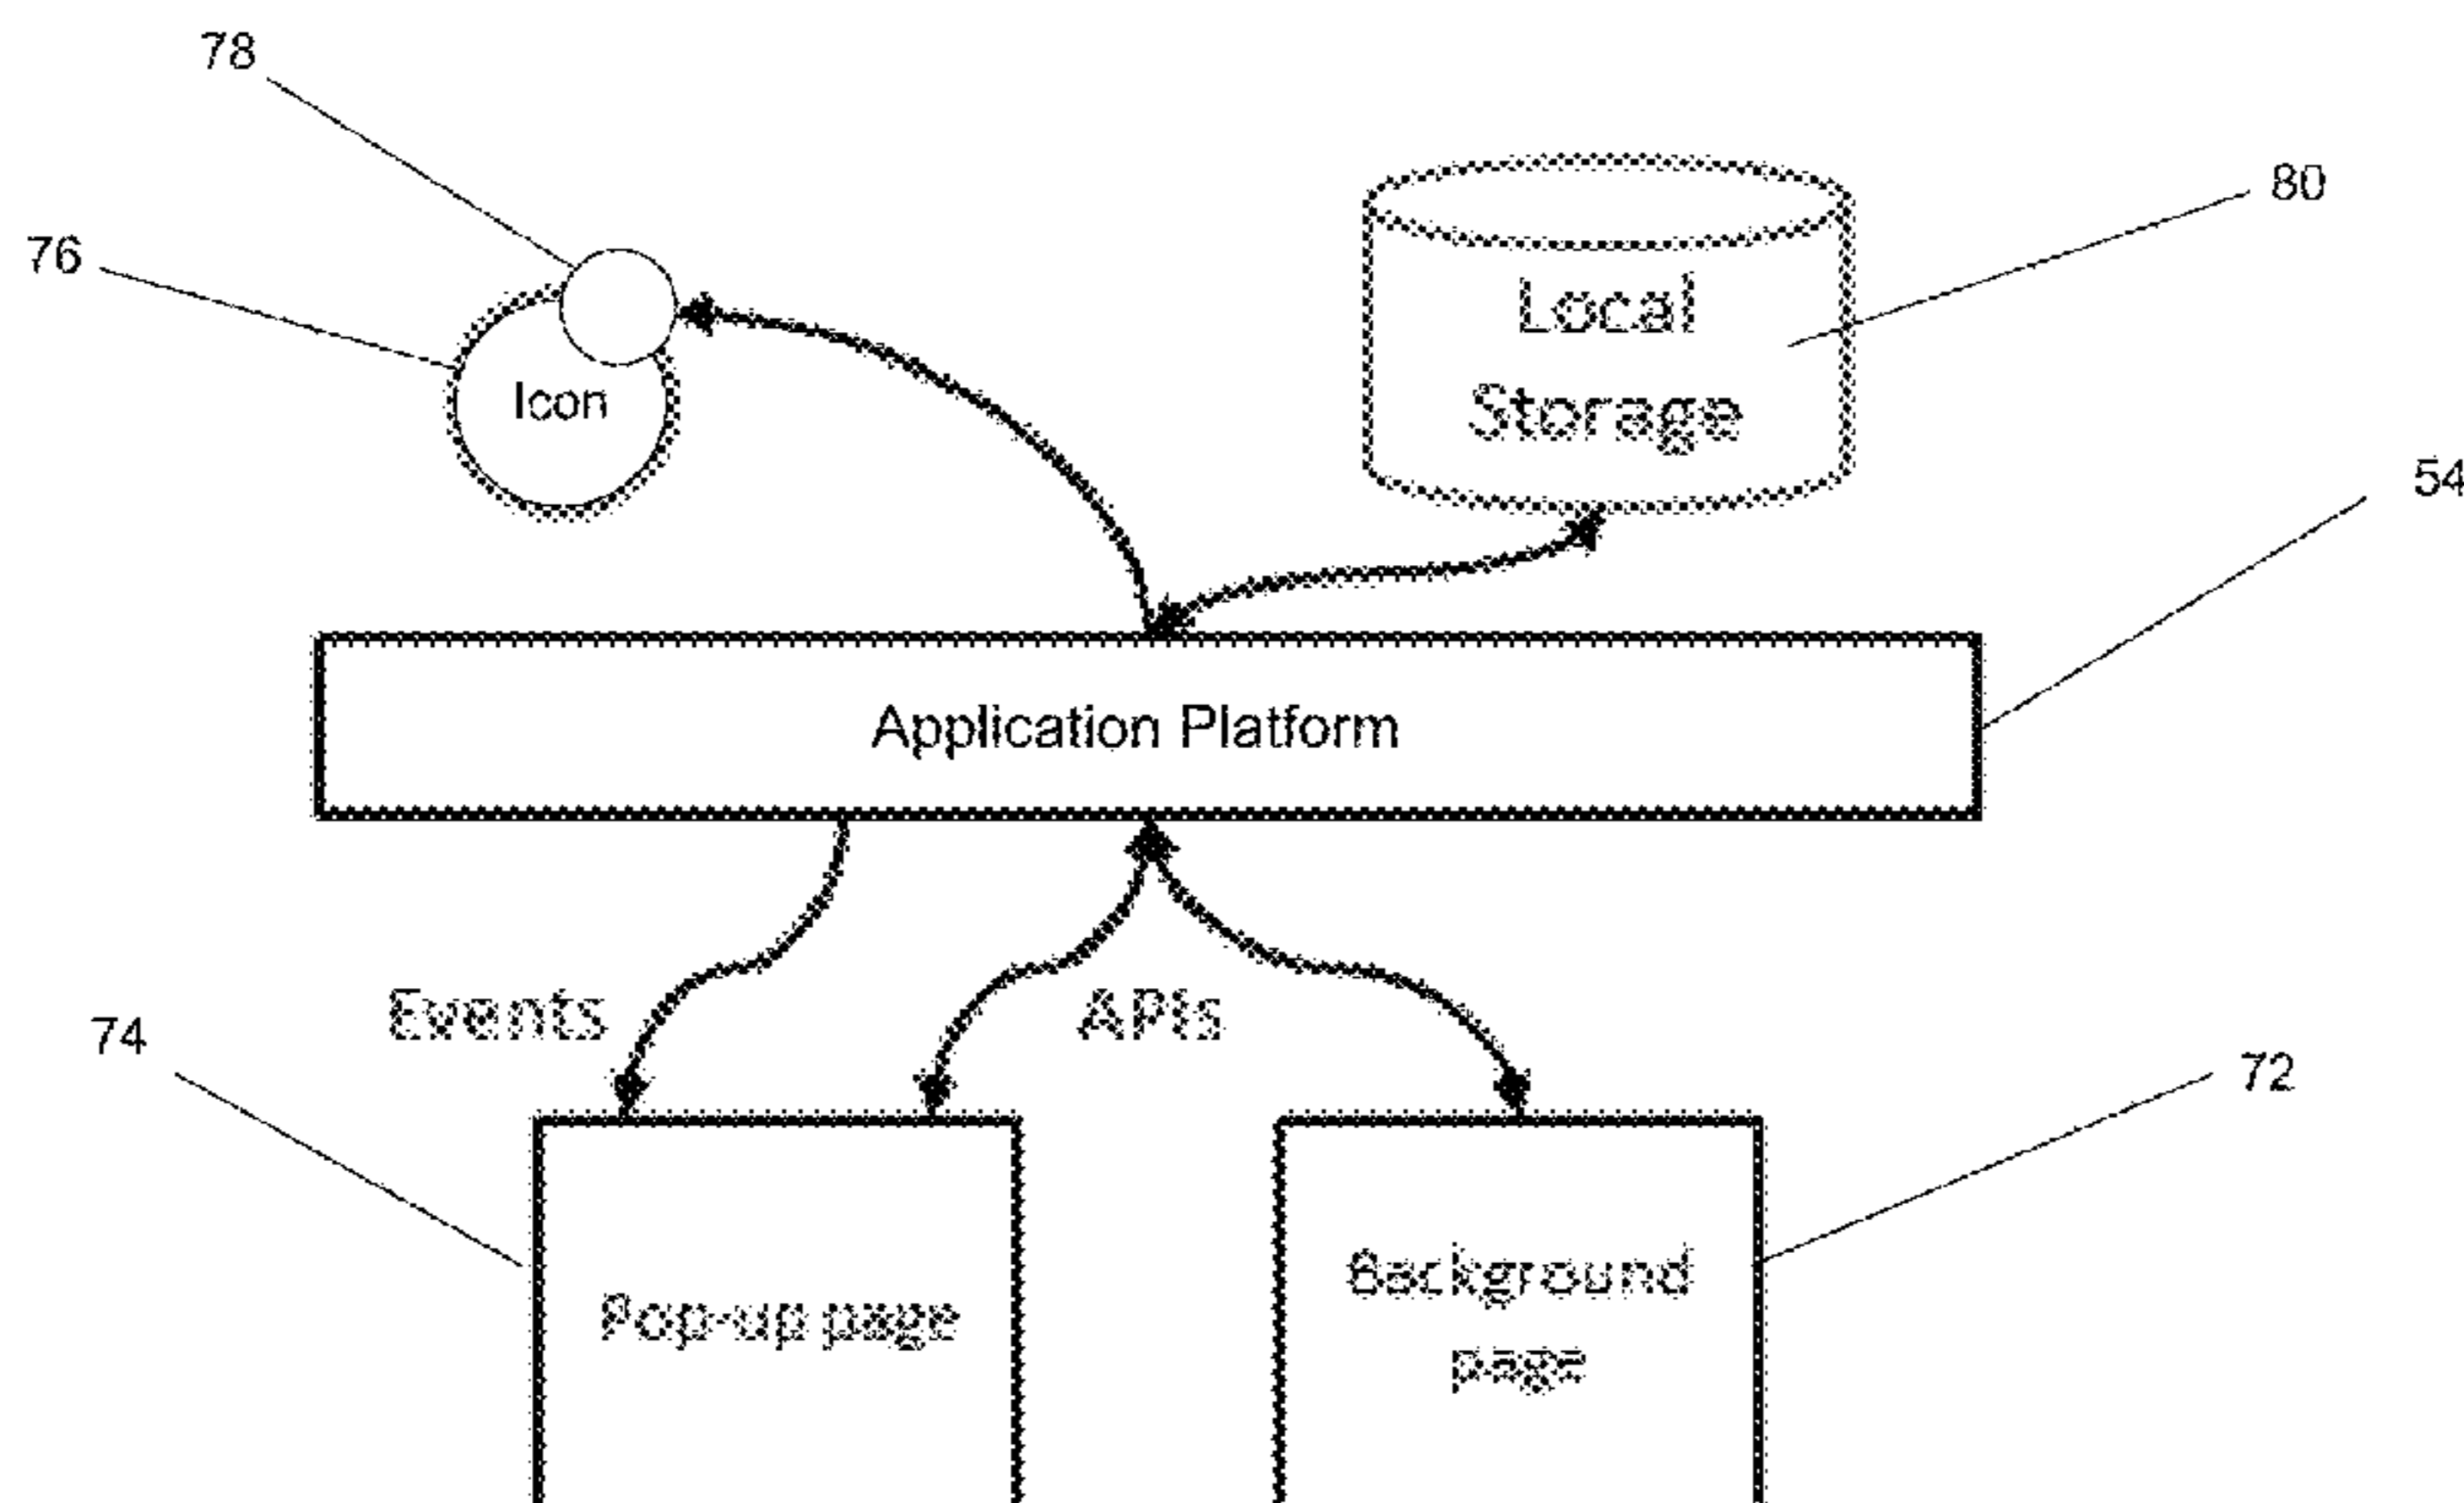 78
80
76
Local
Icon
Storage
54
Application Platform
Events
APIs
74
72
Background
Pop-up page
page